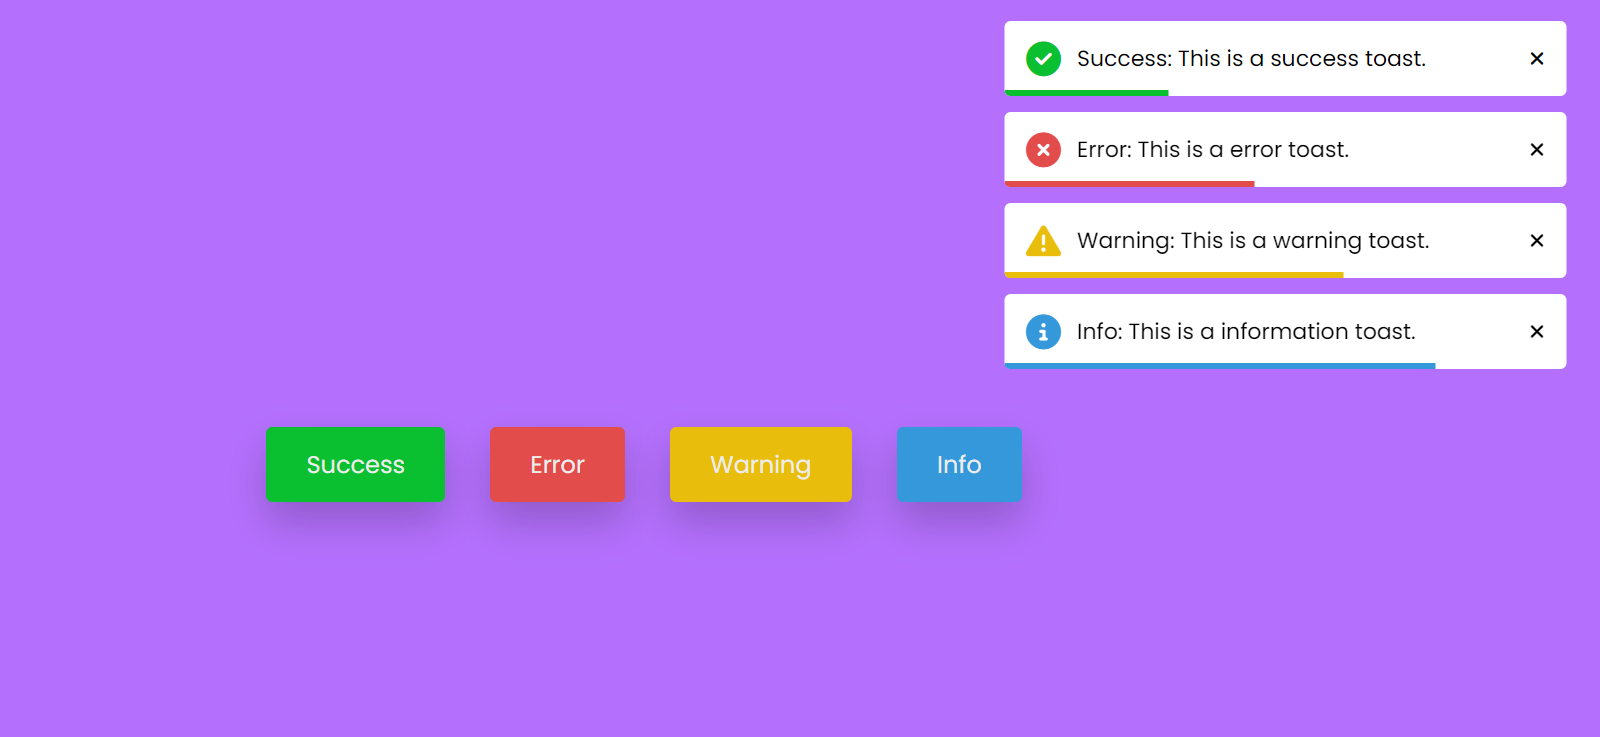 Success: This is a success toast.
Error: This is a error toast.
Warning: This is a warning toast.
Info: This is a information toast.
Success
Error
Warning
Info